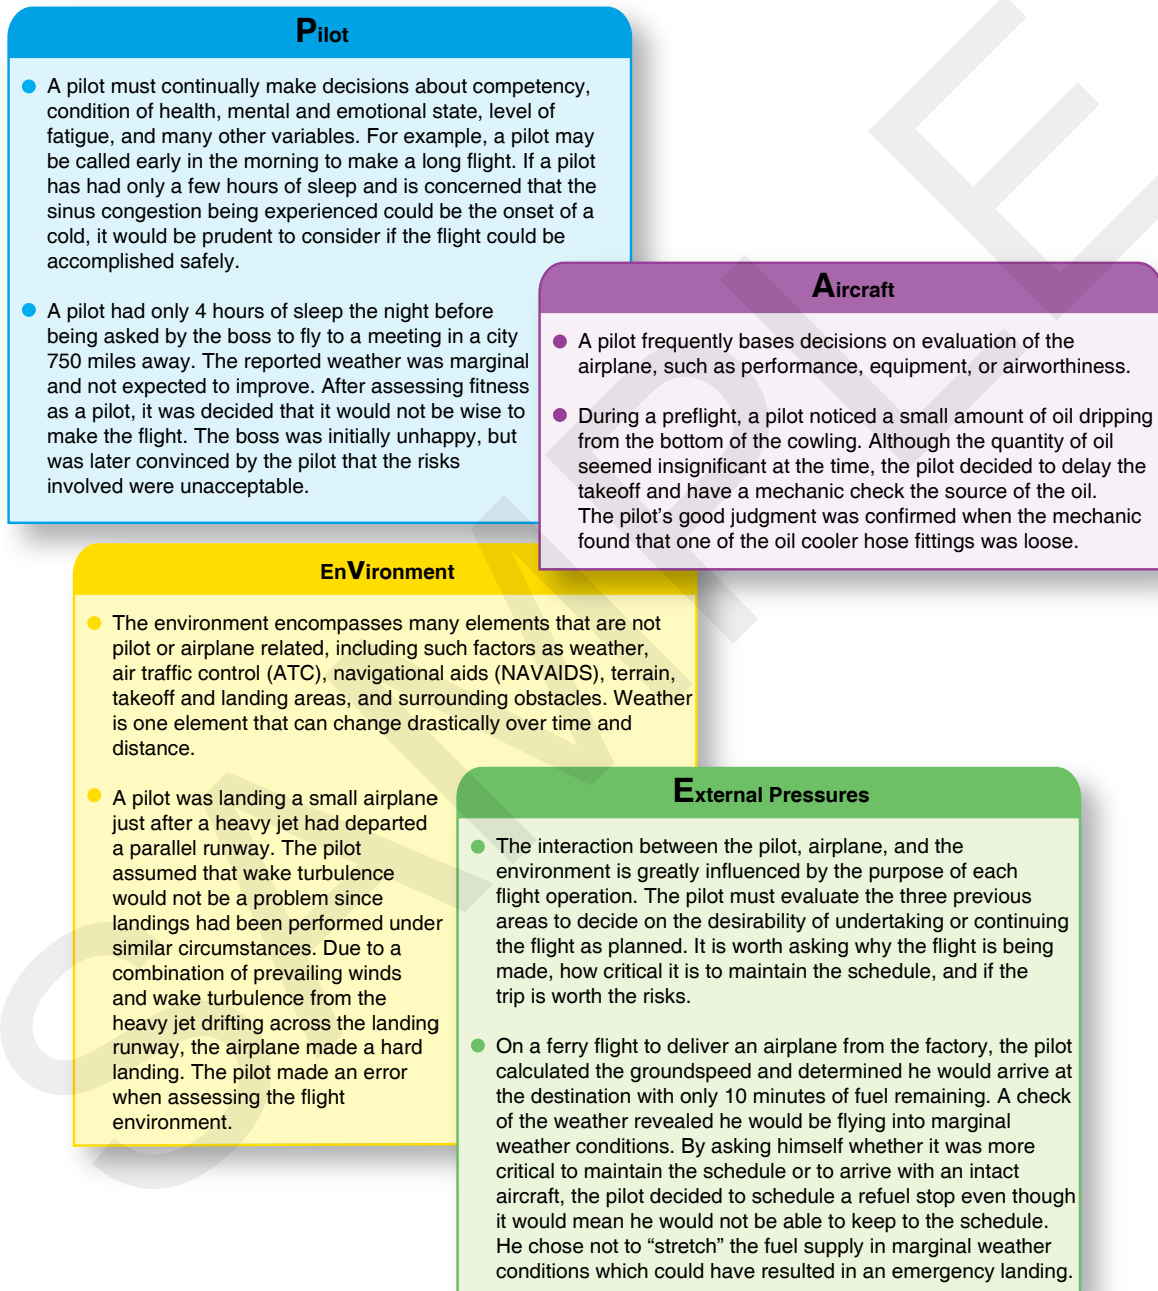 Pilot
● A pilot must continually make decisions about competency,
condition of health, mental and emotional state, level of
fatigue, and many other variables. For example, a pilot may
be called early in the morning to make a long flight. If a pilot
has had only a few hours of sleep and is concerned that the
sinus congestion being experienced could be the onset of a
cold, it would be prudent to consider if the flight could be
accomplished safely.
● A pilot had only 4 hours of sleep the night before
being asked by the boss to fly to a meeting in a city
750 miles away. The reported weather was marginal
and not expected to improve. After assessing fitness
as a pilot, it was decided that it would not be wise to
make the flight. The boss was initially unhappy, but
was later convinced by the pilot that the risks
involved were unacceptable.
Aircraft
● A pilot frequently bases decisions on evaluation of the
airplane, such as performance, equipment, or airworthiness.
● During a preflight, a pilot noticed a small amount of oil dripping
from the bottom of the cowling. Although the quantity of oil
seemed insignificant at the time, the pilot decided to delay the
takeoff and have a mechanic check the source of the oil.
The pilot’s good judgment was confirmed when the mechanic
found that one of the oil cooler hose fittings was loose.
EnVironment
● The environment encompasses many elements that are not
pilot or airplane related, including such factors as weather,
air traffic control (ATC), navigational aids (NAVAIDS), terrain,
takeoff and landing areas, and surrounding obstacles. Weather
is one element that can change drastically over time and
distance.
● A pilot was landing a small airplane
just after a heavy jet had departed
a parallel runway. The pilot
assumed that wake turbulence
would not be a problem since
landings had been performed under
similar circumstances. Due to a
combination of prevailing winds
and wake turbulence from the
heavy jet drifting across the landing
runway, the airplane made a hard
landing. The pilot made an error
when assessing the flight
environment.
External Pressures
● The interaction between the pilot, airplane, and the
environment is greatly influenced by the purpose of each
flight operation. The pilot must evaluate the three previous
areas to decide on the desirability of undertaking or continuing
the flight as planned. It is worth asking why the flight is being
made, how critical it is to maintain the schedule, and if the
trip is worth the risks.
● On a ferry flight to deliver an airplane from the factory, the pilot
calculated the groundspeed and determined he would arrive at
the destination with only 10 minutes of fuel remaining. A check
of the weather revealed he would be flying into marginal
weather conditions. By asking himself whether it was more
critical to maintain the schedule or to arrive with an intact
aircraft, the pilot decided to schedule a refuel stop even though
it would mean he would not be able to keep to the schedule.
He chose not to “stretch” the fuel supply in marginal weather
conditions which could have resulted in an emergency landing.
SAMPLE